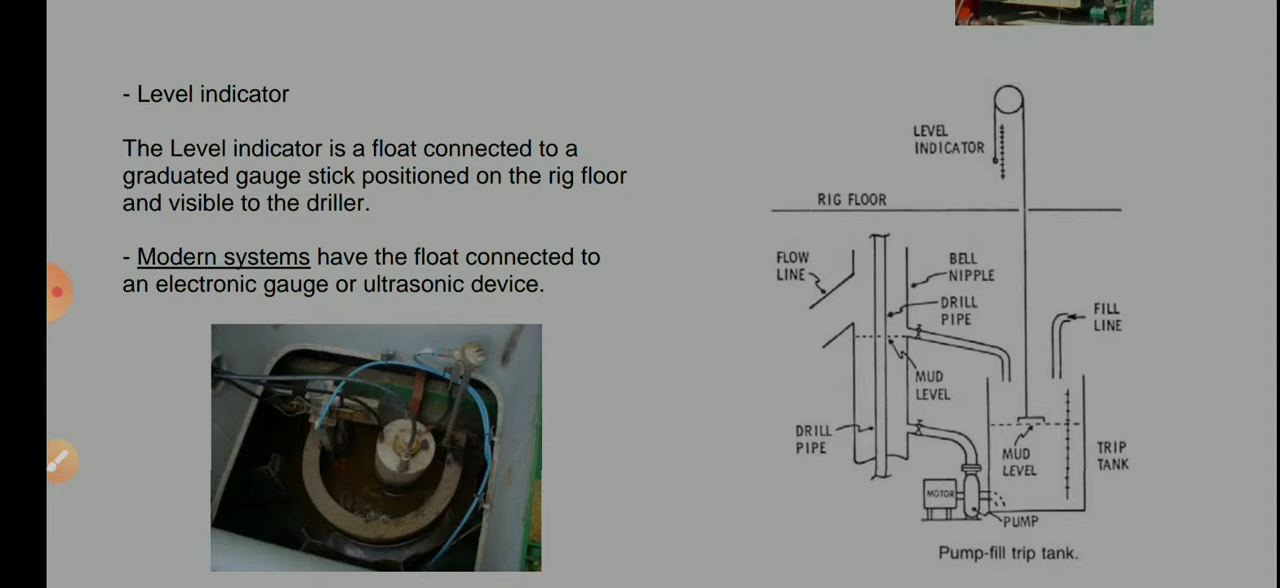 - Level indicator
The Level indicator is a float connected to a
graduated gauge stick positioned on the rig floor
and visible to the driller.
- Modern systems have the float connected to
an electronic gauge or ultrasonic device.
LEVEL
INDICATOR
RIG FLOOR
FLOW
LINE
BELL
NIPPLE
DRILL
PIPE
FILL
LINE
MUD
LEVEL
DRILL
PIPE
MUD
LEVEL
TRIP
TANK
MOTOR
PUMP
Pump-fill trip tank.